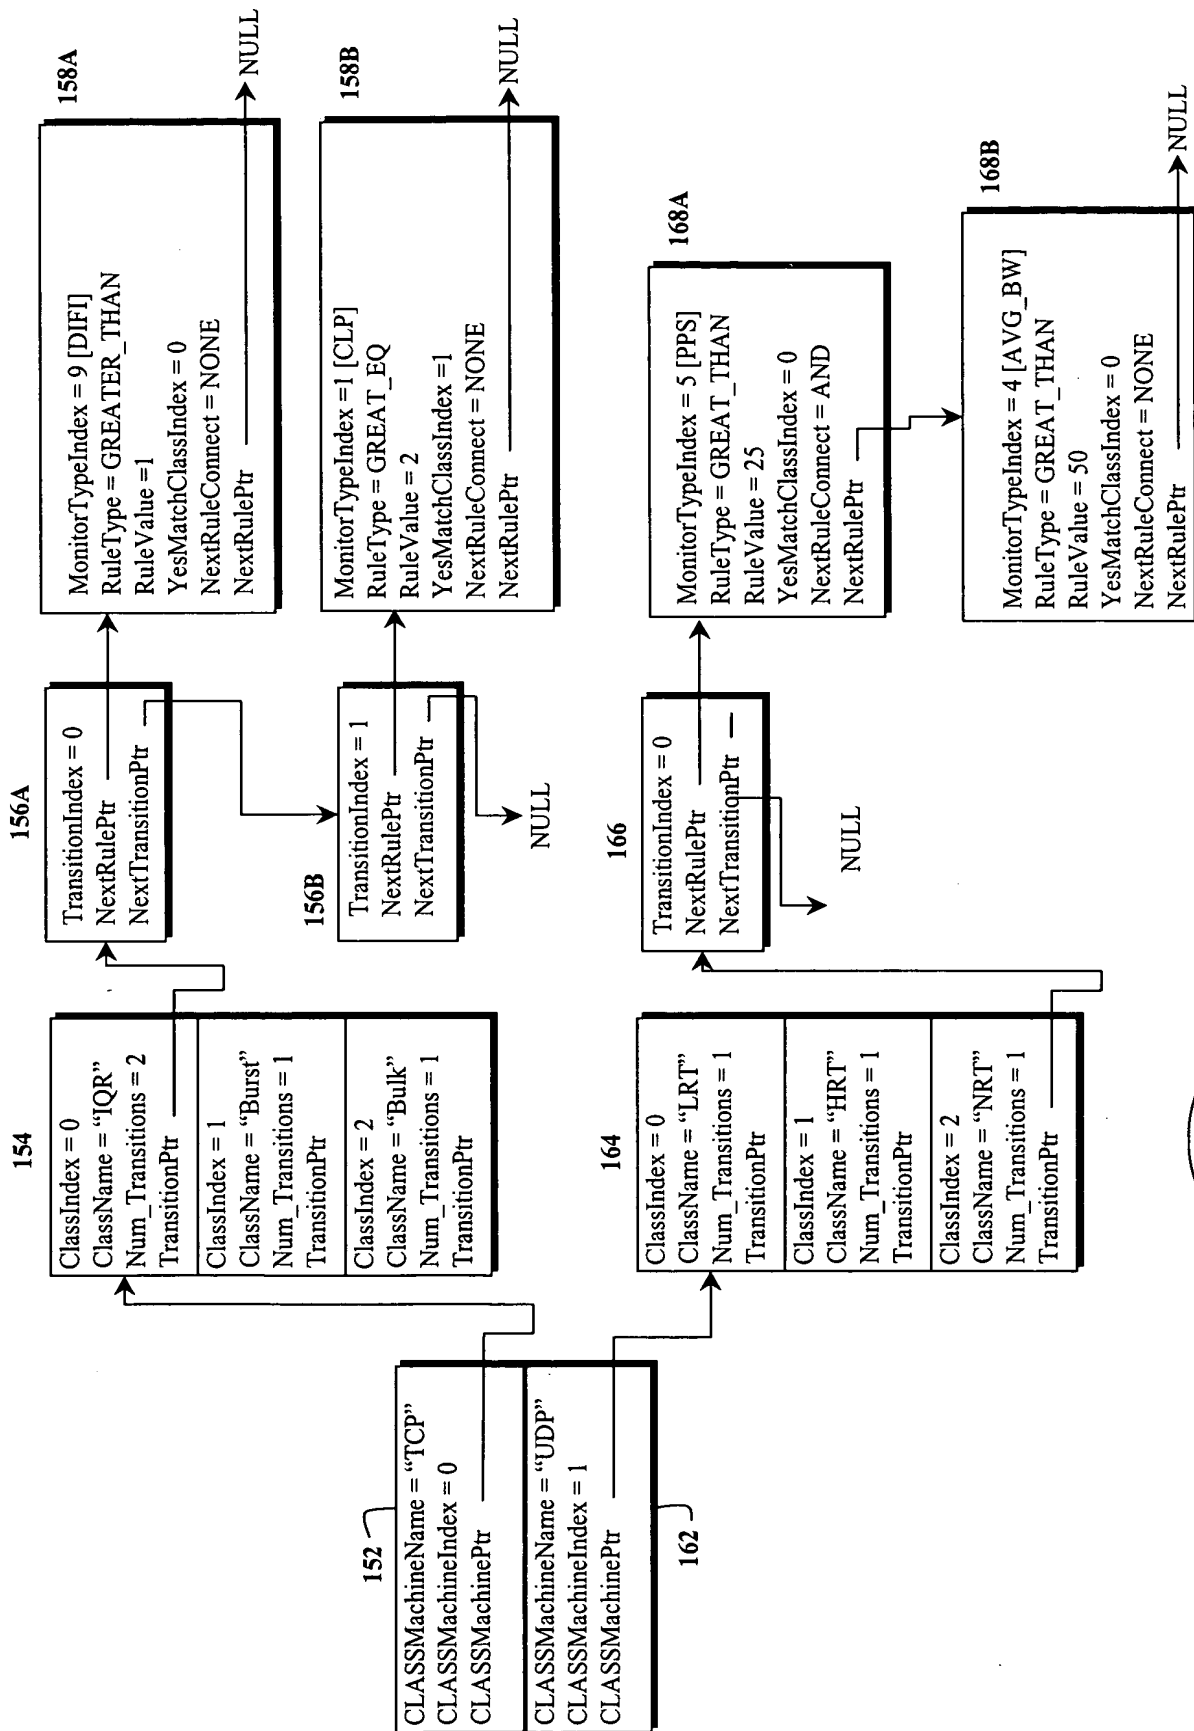 152
CLASSMachineName = “TCP”
CLASSMachineIndex = 0
CLASSMachinePtr
CLASSMachineName = “UDP”
CLASSMachineIndex = 1
CLASSMachinePtr
162
154
ClassIndex = 0
ClassName = “IQR”
Num_Transitions = 2
TransitionPtr
ClassIndex = 1
ClassName = “Burst”
Num_Transitions = 1
TransitionPtr
ClassIndex = 2
ClassName = “Bulk”
Num_Transitions = 1
TransitionPtr
164
ClassIndex = 0
ClassName = “LRT”
Num_Transitions = 1
TransitionPtr
ClassIndex = 1
ClassName = “HRT”
Num_Transitions = 1
TransitionPtr
ClassIndex = 2
ClassName = “NRT”
Num_Transitions = 1
TransitionPtr
156A
TransitionIndex = 0
NextRulePtr
NextTransitionPtr
156B
TransitionIndex = 1
NextRulePtr
NextTransitionPtr
NULL
166
TransitionIndex = 0
NextRulePtr
NextTransitionPtr
NULL
158A
MonitorTypeIndex = 9 [DIFI]
RuleType = GREATER_THAN
RuleValue =1
YesMatchClassIndex = 0
NextRuleConnect = NONE
NextRulePtr
NULL
158B
MonitorTypeIndex =1 [CLP]
RuleType = GREAT_EQ
RuleValue = 2
YesMatchClassIndex =1
NextRuleConnect = NONE
NextRulePtr
NULL
168A
MonitorTypeIndex = 5 [PPS]
RuleType = GREAT_THAN
RuleValue = 25
YesMatchClassIndex = 0
NextRuleConnect = AND
NextRulePtr
168B
MonitorTypeIndex = 4 [AVG_BW]
RuleType = GREAT_THAN
RuleValue = 50
YesMatchClassIndex = 0
NextRuleConnect = NONE
NextRulePtr
NULL